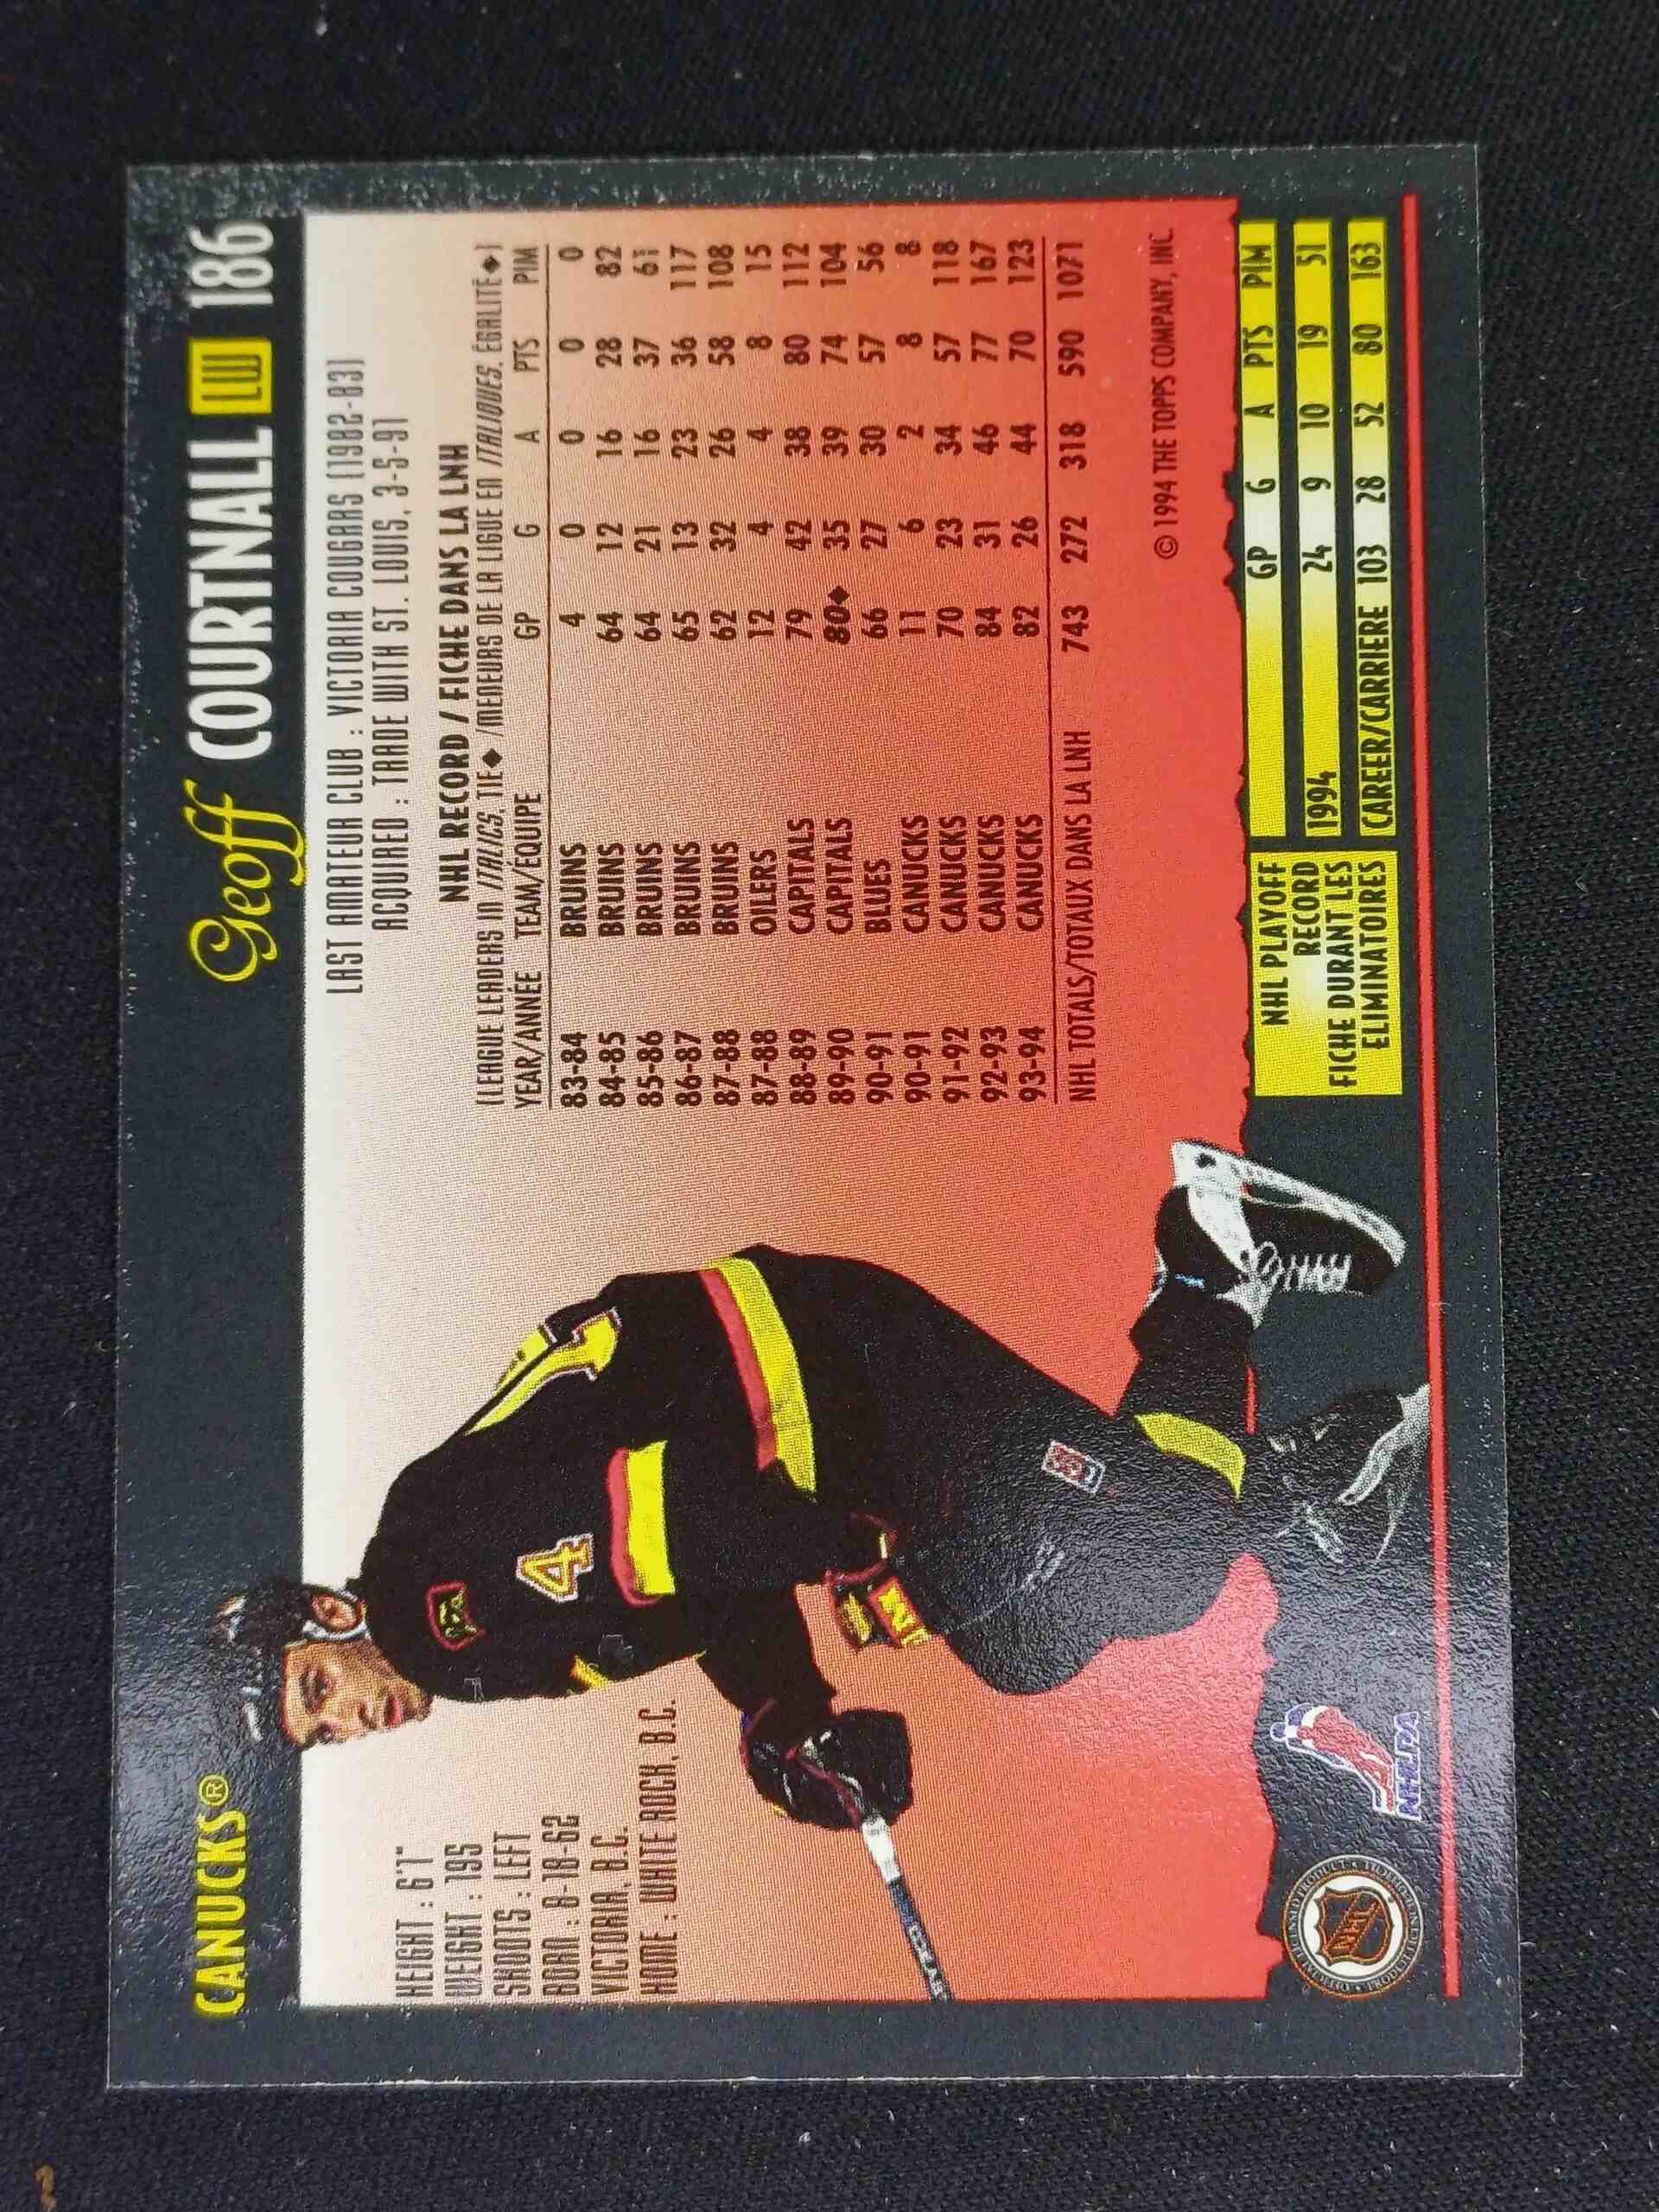 CANUCKS® Geoff COURTNALL LW 186
HEIGHT : 6'1"
WEIGHT : 195
SHOOTS : LEFT
BORN : 8-18-62
VICTORIA, B.C.
HOME : WHITE ROCK, B.C.
LAST AMATEUR CLUB : VICTORIA COUGARS (1982-83)
ACQUIRED : TRADE WITH ST. LOUIS, 3-5-91
NHL RECORD / FICHE DANS LA LNH
(LEAGUE LEADERS IN ITALICS, TIE◆ /MENEURS DE LA LIGUE EN ITALIQUES, ÉGALITÉ◆)
YEAR/ANNÉE TEAM/ÉQUIPE GP G A PTS PIM
83-84 BRUINS 4 0 0 0 0
84-85 BRUINS 64 12 16 28 82
85-86 BRUINS 64 21 16 37 61
86-87 BRUINS 65 13 23 36 117
87-88 BRUINS 62 32 26 58 108
87-88 OILERS 12 4 4 8 15
88-89 CAPITALS 79 42 38 80 112
89-90 CAPITALS 80◆ 35 39 74 104
90-91 BLUES 66 27 30 57 56
90-91 CANUCKS 11 6 2 8 8
91-92 CANUCKS 70 23 34 57 118
92-93 CANUCKS 84 31 46 77 167
93-94 CANUCKS 82 26 44 70 123
NHL TOTALS/TOTAUX DANS LA LNH 743 272 318 590 1071
© 1994 THE TOPPS COMPANY, INC.
NHL PLAYOFF
RECORD
FICHE DURANT LES
ELIMINATOIRES
GP G A PTS PIM
1994 24 9 10 19 51
CAREER/CARRIERE 103 28 52 80 163
4
NHL
NHLPA